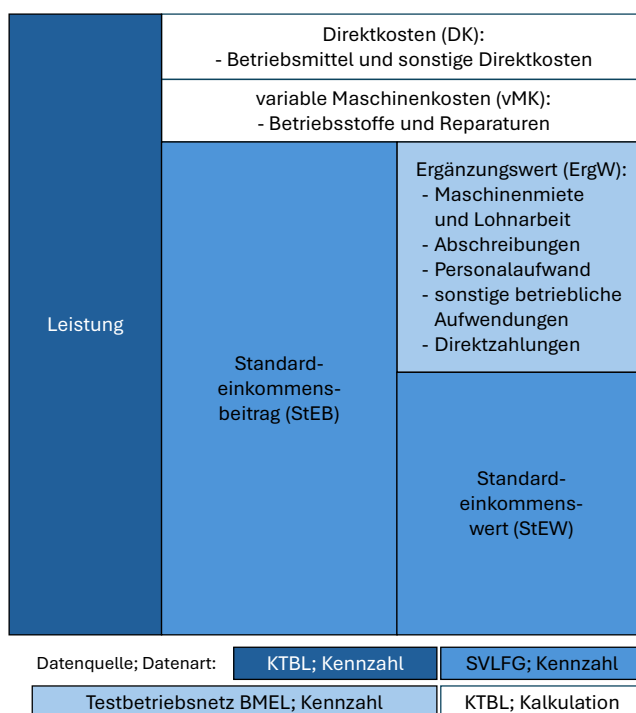 Direktkosten (DK):
- Betriebsmittel und sonstige Direktkosten
variable Maschinenkosten (vMK):
- Betriebsstoffe und Reparaturen
Leistung
Standard-
einkommens-
beitrag (StEB)
Ergänzungswert (ErgW):
- Maschinenmiete
und Lohnarbeit
- Abschreibungen
- Personalaufwand
- sonstige betriebliche
Aufwendungen
- Direktzahlungen
Standard-
einkommens-
wert (StEW)
Datenquelle; Datenart:
KTBL; Kennzahl
SVLFG; Kennzahl
Testbetriebsnetz BMEL; Kennzahl
KTBL; Kalkulation